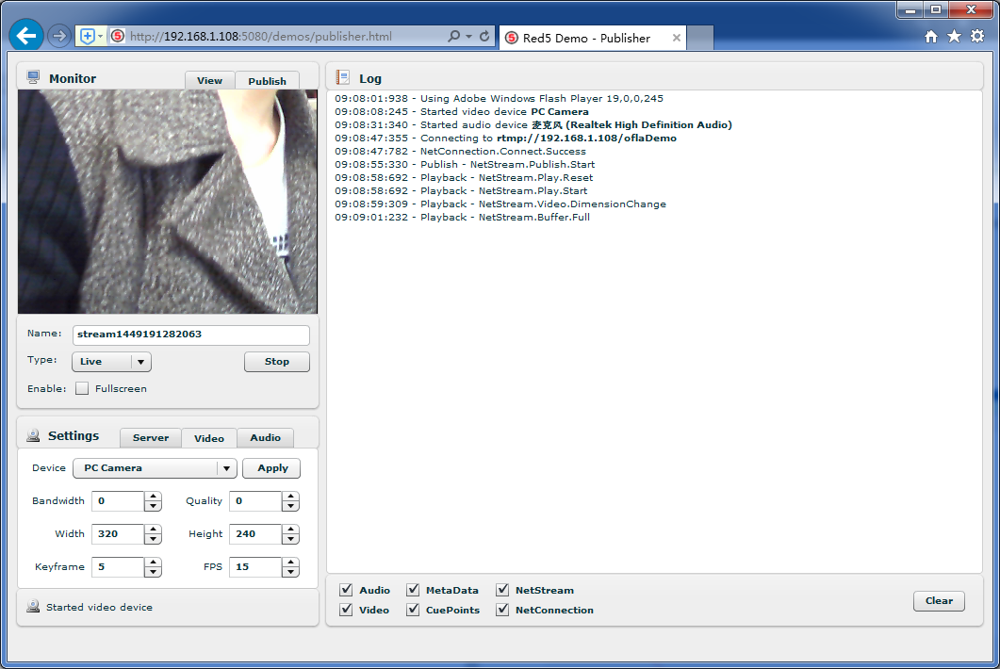 http://192.168.1.108:5080/demos/publisher.html
Red5 Demo - Publisher
Monitor
View
Publish
Name: stream1449191282063
Type: Live
Stop
Enable: Fullscreen
Settings
Server
Video
Audio
Device PC Camera
Apply
Bandwidth 0 Quality 0
Width 320 Height 240
Keyframe 5 FPS 15
Started video device
Log
09:08:01:938 - Using Adobe Windows Flash Player 19,0,0,245
09:08:08:245 - Started video device PC Camera
09:08:31:340 - Started audio device 麦克风 (Realtek High Definition Audio)
09:08:47:355 - Connecting to rtmp://192.168.1.108/oflaDemo
09:08:47:782 - NetConnection.Connect.Success
09:08:55:330 - Publish - NetStream.Publish.Start
09:08:58:692 - Playback - NetStream.Play.Reset
09:08:58:692 - Playback - NetStream.Play.Start
09:08:59:309 - Playback - NetStream.Video.DimensionChange
09:09:01:232 - Playback - NetStream.Buffer.Full
Audio MetaData NetStream
Video CuePoints NetConnection
Clear